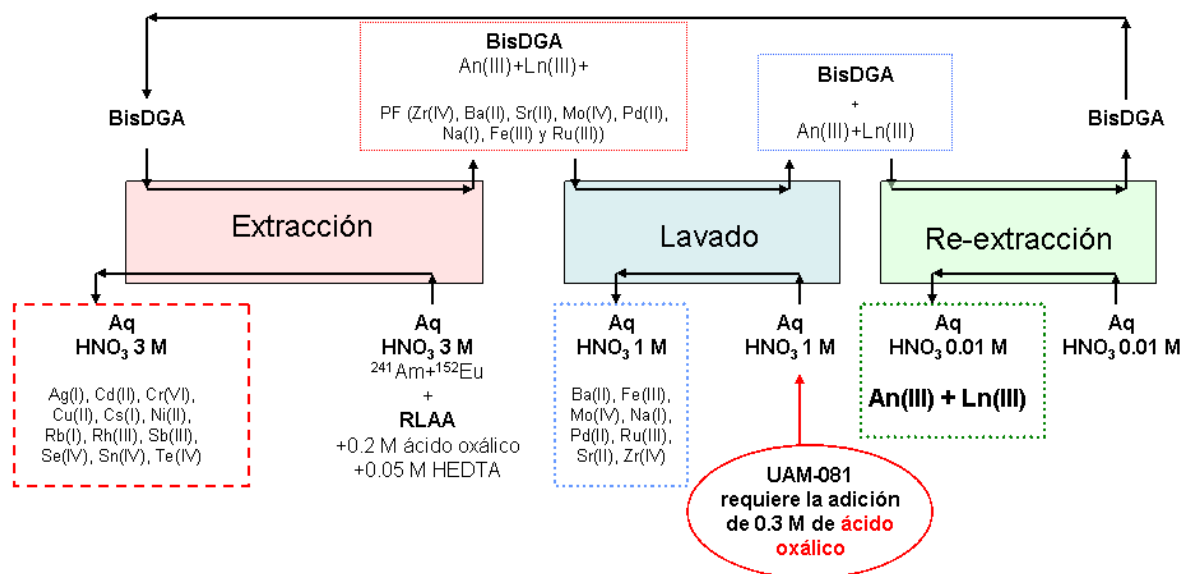 BisDGA
BisDGA
An(III)+Ln(III)+
PF (Zr(IV), Ba(II), Sr(II), Mo(IV), Pd(II),
Na(I), Fe(III) y Ru(III))
BisDGA
+
An(III)+Ln(III)
BisDGA
Extracción
Lavado
Re-extracción
Aq
HNO₃ 3 M
Ag(I), Cd(II), Cr(VI),
Cu(II), Cs(I), Ni(II),
Rb(I), Rh(III), Sb(III),
Se(IV), Sn(IV), Te(IV)
Aq
HNO₃ 3 M
²⁴¹Am+¹⁵²Eu
+
RLAA
+0.2 M ácido oxálico
+0.05 M HEDTA
Aq
HNO₃ 1 M
Ba(II), Fe(III),
Mo(IV), Na(I),
Pd(II), Ru(III),
Sr(II), Zr(IV)
Aq
HNO₃ 1 M
UAM-081
requiere la adición
de 0.3 M de ácido
oxálico
Aq
HNO₃ 0.01 M
An(III) + Ln(III)
Aq
HNO₃ 0.01 M